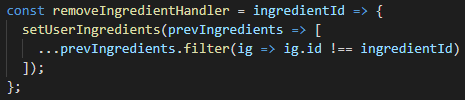 const removeIngredientHandler = ingredientId => {
  setUserIngredients(prevIngredients => [
    ...prevIngredients.filter(ig => ig.id !== ingredientId)
  ]);
};